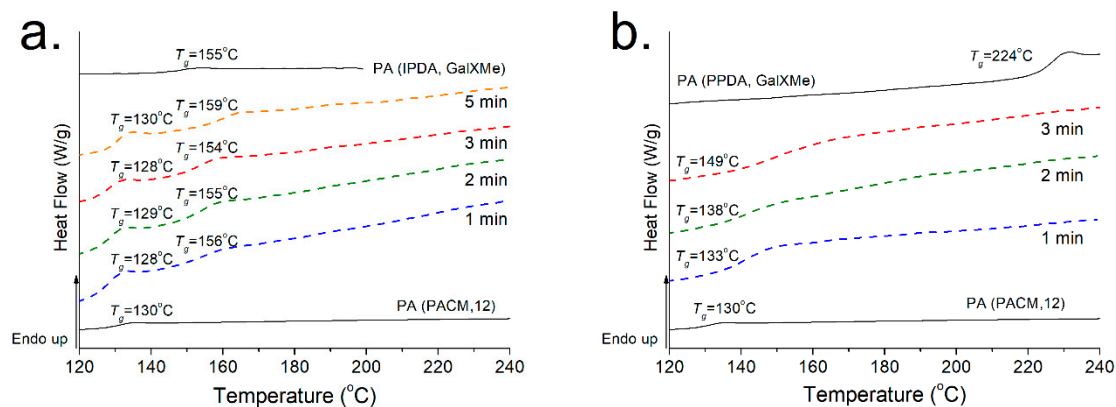 a.
Tg=155°C
PA (IPDA, GalXMe)
5 min
Tg=159°C
Tg=130°C
3 min
Tg=154°C
Tg=128°C
2 min
Tg=155°C
Tg=129°C
1 min
Tg=156°C
Tg=128°C
PA (PACM,12)
Tg=130°C
Heat Flow (W/g)
Endo up
120 140 160 180 200 220 240
Temperature (°C)
b.
Tg=224°C
PA (PPDA, GalXMe)
3 min
Tg=149°C
2 min
Tg=138°C
1 min
Tg=133°C
PA (PACM,12)
Tg=130°C
Heat Flow (W/g)
Endo up
120 140 160 180 200 220 240
Temperature (°C)